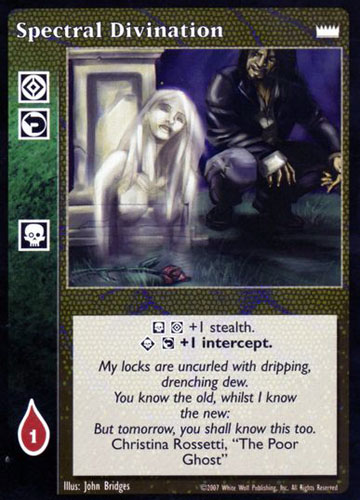 Spectral Divination
+1 stealth.
+1 intercept.
My locks are uncurled with dripping,
drenching dew.
You know the old, whilst I know
the new:
But tomorrow, you shall know this too.
Christina Rossetti, “The Poor
Ghost”
1
Illus: John Bridges
©2007 White Wolf Publishing, Inc. All Rights Reserved